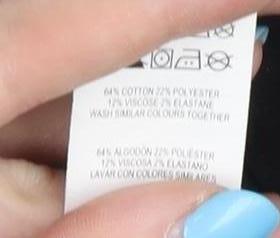 64% COTTON 22% POLYESTER
12% VISCOSE 2% ELASTANE
WASH SIMILAR COLOURS TOGETHER
64% ALGODÓN 22% POLIÉSTER
12% VISCOSA 2% ELASTANO
LAVAR CON COLORES SIMILARES